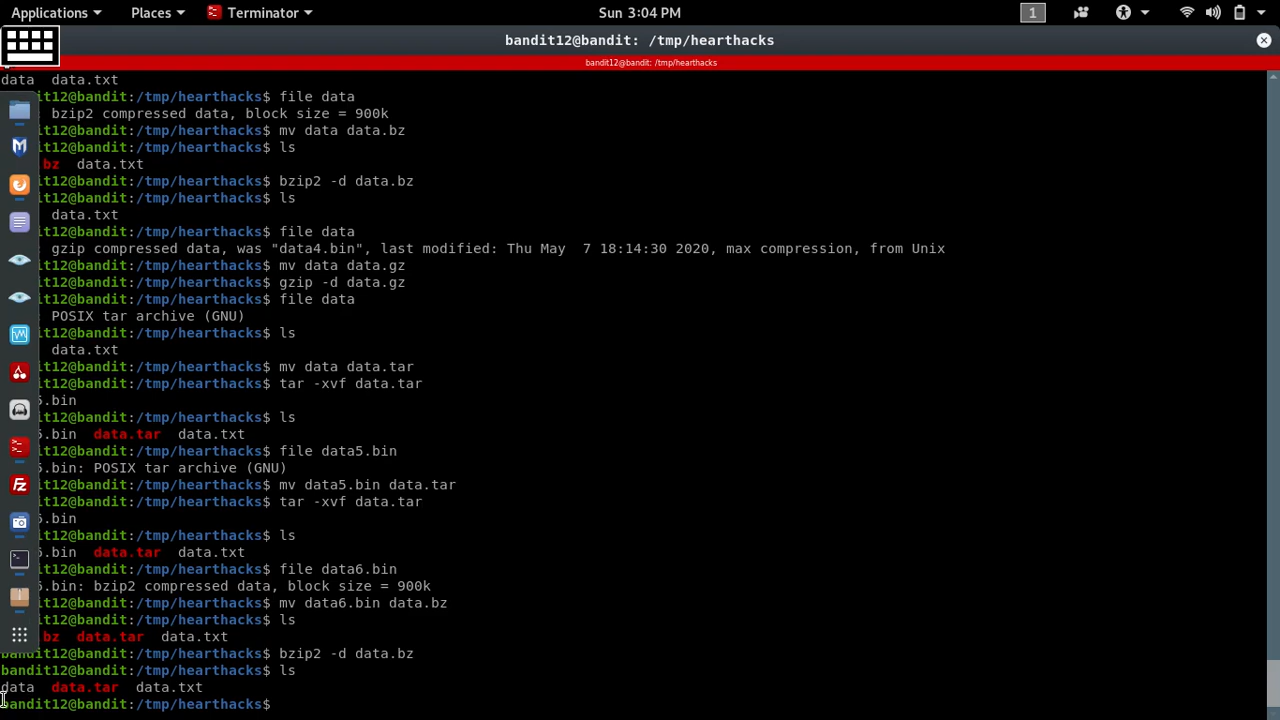 Applications Places Terminator Sun 3:04 PM 1
bandit12@bandit: /tmp/hearthacks
bandit12@bandit: /tmp/hearthacks
data data.txt
it12@bandit:/tmp/hearthacks$ file data
: bzip2 compressed data, block size = 900k
it12@bandit:/tmp/hearthacks$ mv data data.bz
it12@bandit:/tmp/hearthacks$ ls
bz data.txt
it12@bandit:/tmp/hearthacks$ bzip2 -d data.bz
it12@bandit:/tmp/hearthacks$ ls
data.txt
it12@bandit:/tmp/hearthacks$ file data
: gzip compressed data, was "data4.bin", last modified: Thu May  7 18:14:30 2020, max compression, from Unix
it12@bandit:/tmp/hearthacks$ mv data data.gz
it12@bandit:/tmp/hearthacks$ gzip -d data.gz
it12@bandit:/tmp/hearthacks$ file data
: POSIX tar archive (GNU)
it12@bandit:/tmp/hearthacks$ ls
data.txt
it12@bandit:/tmp/hearthacks$ mv data data.tar
it12@bandit:/tmp/hearthacks$ tar -xvf data.tar
5.bin
it12@bandit:/tmp/hearthacks$ ls
5.bin data.tar data.txt
it12@bandit:/tmp/hearthacks$ file data5.bin
5.bin: POSIX tar archive (GNU)
it12@bandit:/tmp/hearthacks$ mv data5.bin data.tar
it12@bandit:/tmp/hearthacks$ tar -xvf data.tar
6.bin
it12@bandit:/tmp/hearthacks$ ls
6.bin data.tar data.txt
it12@bandit:/tmp/hearthacks$ file data6.bin
6.bin: bzip2 compressed data, block size = 900k
it12@bandit:/tmp/hearthacks$ mv data6.bin data.bz
it12@bandit:/tmp/hearthacks$ ls
bz data.tar data.txt
bandit12@bandit:/tmp/hearthacks$ bzip2 -d data.bz
bandit12@bandit:/tmp/hearthacks$ ls
data data.tar data.txt
bandit12@bandit:/tmp/hearthacks$